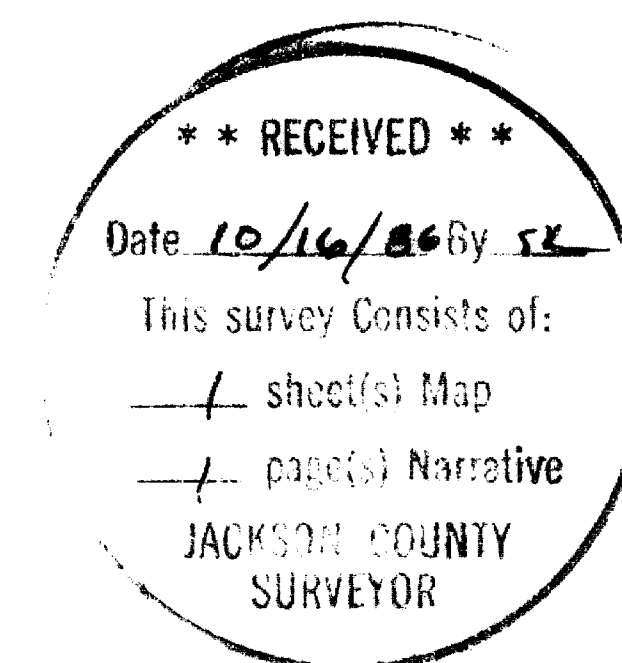 * * RECEIVED * *
Date 10/16/86 By SK
This survey Consists of:
1 sheet(s) Map
1 page(s) Narrative
JACKSON COUNTY
SURVEYOR